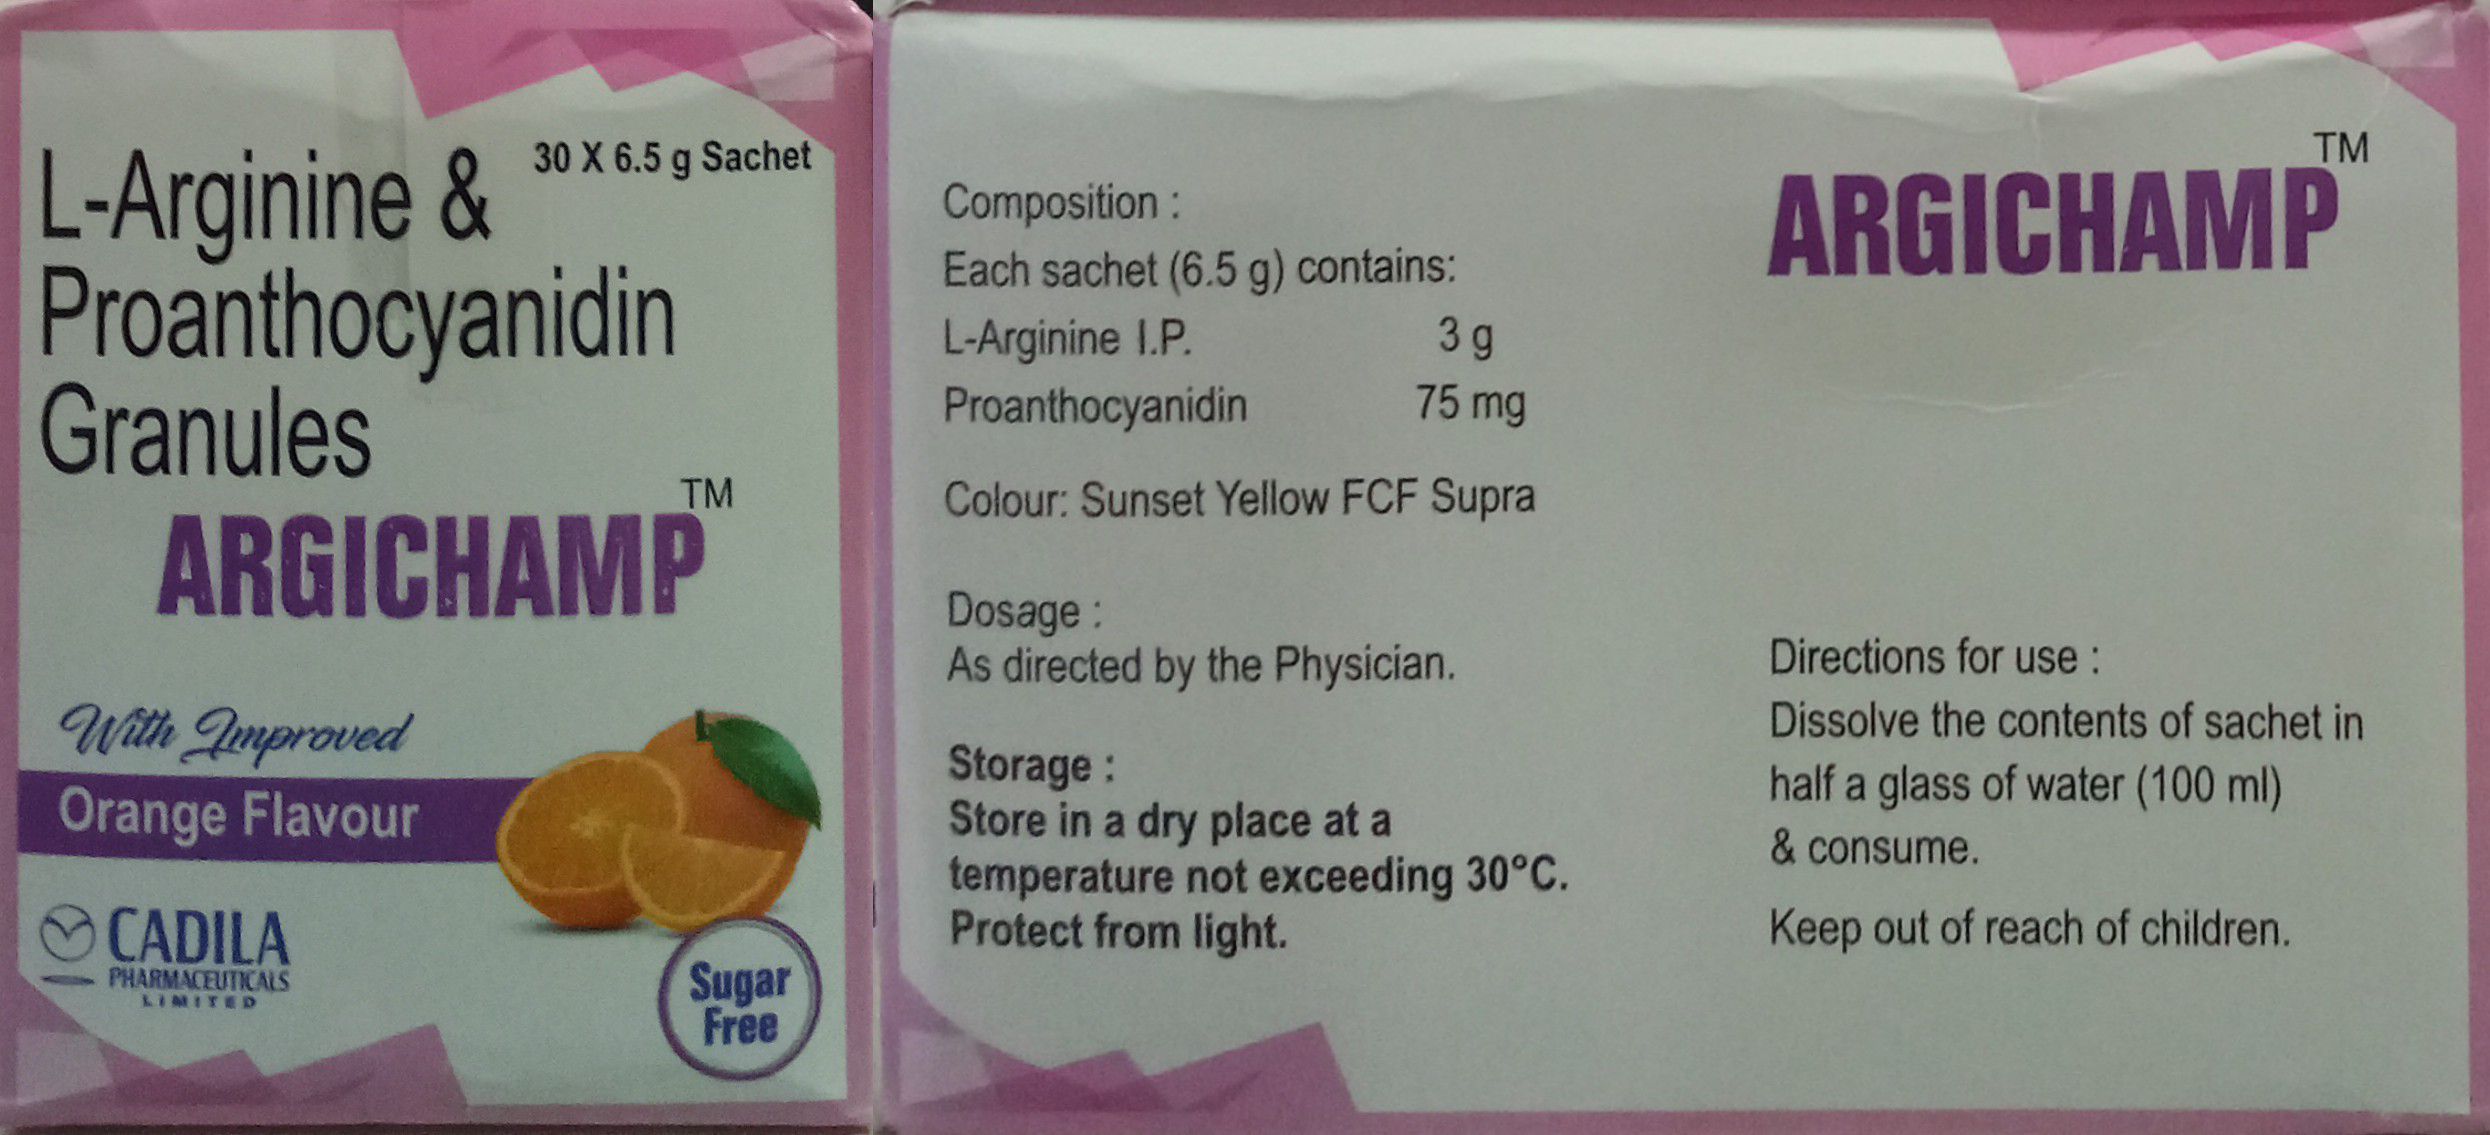 L-Arginine &
30 X 6.5 g Sachet
Proanthocyanidin
Granules
ARGICHAMP™
With Improved
Orange Flavour
CADILA
PHARMACEUTICALS
LIMITED
Sugar
Free
Composition :
Each sachet (6.5 g) contains:
L-Arginine I.P. 3 g
Proanthocyanidin 75 mg
Colour: Sunset Yellow FCF Supra
Dosage :
As directed by the Physician.
Storage :
Store in a dry place at a
temperature not exceeding 30°C.
Protect from light.
ARGICHAMP™
Directions for use :
Dissolve the contents of sachet in
half a glass of water (100 ml)
& consume.
Keep out of reach of children.